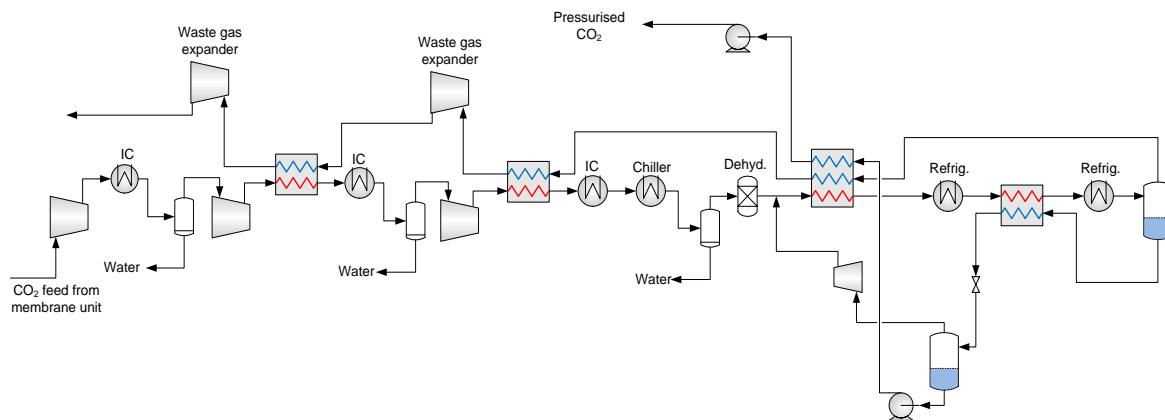 Pressurised
CO2
Waste gas
expander
Waste gas
expander
IC
IC
IC
Chiller
Dehyd.
Refrig.
Refrig.
Water
Water
Water
CO2 feed from
membrane unit